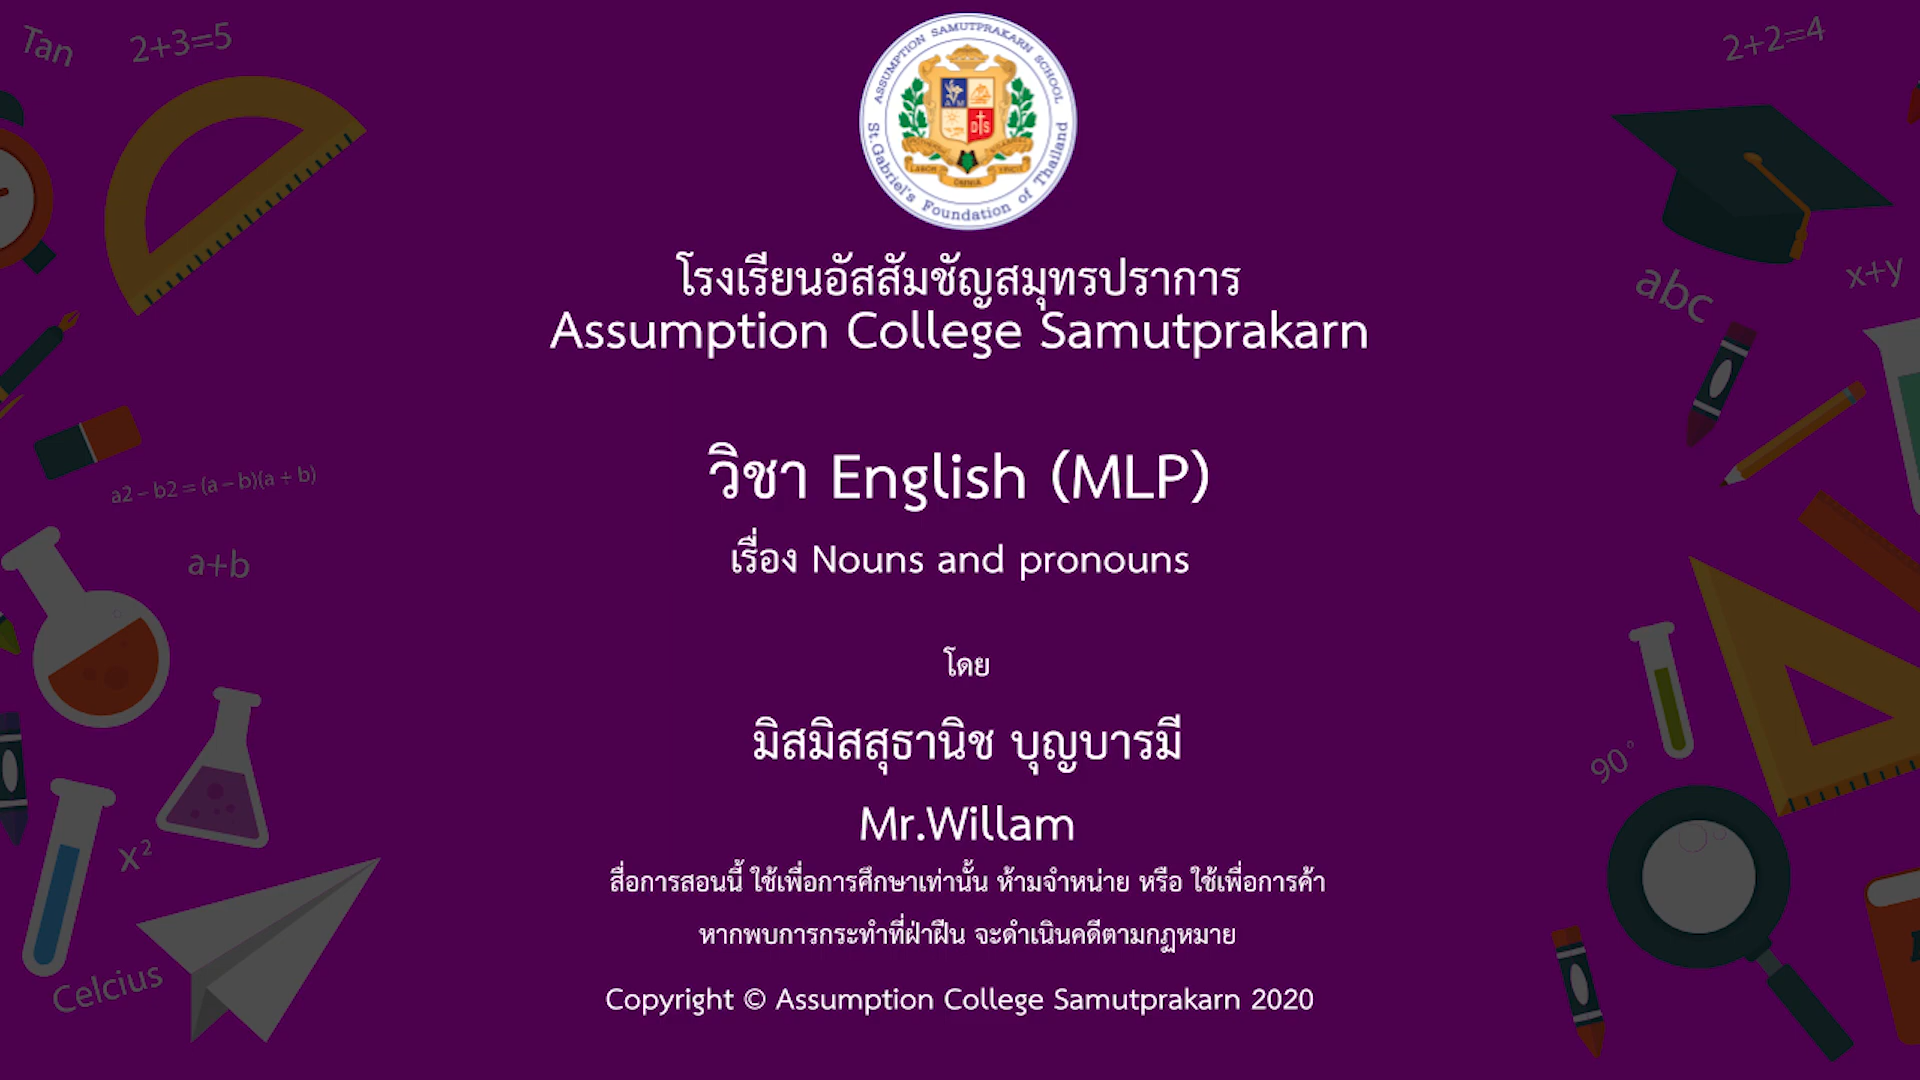 Tan
2+3=5
2+2=4
ASSUMPTION SAMUTPRAKARN SCHOOL
St.Gabriel's Foundation of Thailand
A M
D S
LABOR OMNIA VINCIT
โรงเรียนอัสสัมชัญสมุทรปราการ
Assumption College Samutprakarn
abc
x+y
วิชา English (MLP)
a2 – b2 = (a – b)(a + b)
เรื่อง Nouns and pronouns
a+b
โดย
มิสมิสสุธานิช บุญบารมี
90°
Mr.Willam
x²
สื่อการสอนนี้ ใช้เพื่อการศึกษาเท่านั้น ห้ามจำหน่าย หรือ ใช้เพื่อการค้า
หากพบการกระทำที่ฝ่าฝืน จะดำเนินคดีตามกฎหมาย
Celcius
Copyright © Assumption College Samutprakarn 2020